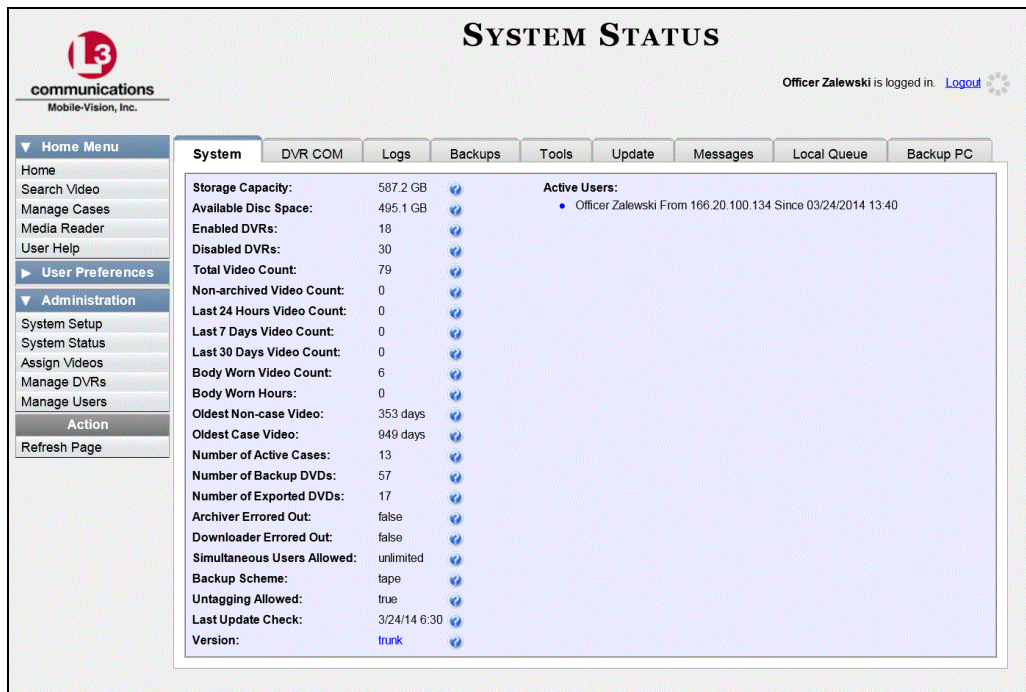 SYSTEM STATUS
L3
communications
Mobile-Vision, Inc.
Officer Zalewski is logged in. Logout
▼ Home Menu
Home
Search Video
Manage Cases
Media Reader
User Help
▶ User Preferences
▼ Administration
System Setup
System Status
Assign Videos
Manage DVRs
Manage Users
Action
Refresh Page
System DVR COM Logs Backups Tools Update Messages Local Queue Backup PC
Storage Capacity: 587.2 GB ?
Available Disc Space: 495.1 GB ?
Enabled DVRs: 18 ?
Disabled DVRs: 30 ?
Total Video Count: 79 ?
Non-archived Video Count: 0 ?
Last 24 Hours Video Count: 0 ?
Last 7 Days Video Count: 0 ?
Last 30 Days Video Count: 0 ?
Body Worn Video Count: 6 ?
Body Worn Hours: 0 ?
Oldest Non-case Video: 353 days ?
Oldest Case Video: 949 days ?
Number of Active Cases: 13 ?
Number of Backup DVDs: 57 ?
Number of Exported DVDs: 17 ?
Archiver Errored Out: false ?
Downloader Errored Out: false ?
Simultaneous Users Allowed: unlimited ?
Backup Scheme: tape ?
Untagging Allowed: true ?
Last Update Check: 3/24/14 6:30 ?
Version: trunk ?
Active Users:
• Officer Zalewski From 166.20.100.134 Since 03/24/2014 13:40